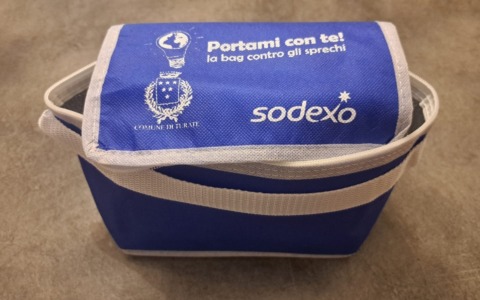 Portami con te!
la bag contro gli sprechi
COMUNE DI TURATE
sodexo